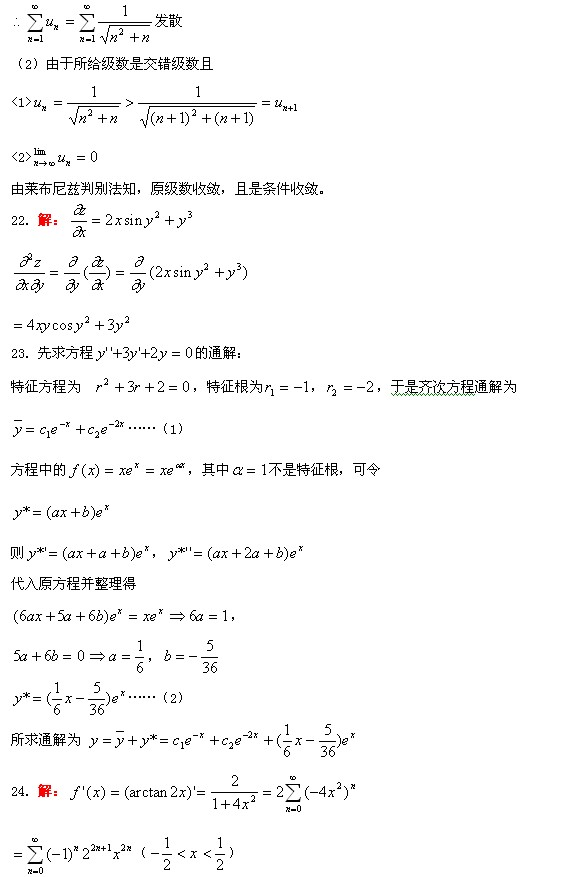 ∴ ∑_{n=1}^{∞} u_n = ∑_{n=1}^{∞} 1/√(n²+n) 发散
（2）由于所给级数是交错级数且
<1> u_n = 1/√(n²+n) > 1/√((n+1)²+(n+1)) = u_{n+1}
<2> lim_{n→∞} u_n = 0
由莱布尼兹判别法知，原级数收敛，且是条件收敛。
22. 解： ∂z/∂x = 2x sin y² + y³
∂²z/∂x∂y = ∂/∂y (∂z/∂x) = ∂/∂y (2x sin y² + y³)
= 4xy cos y² + 3y²
23. 先求方程 y''+3y'+2y = 0 的通解：
特征方程为 r²+3r+2 = 0，特征根为 r₁ = −1，r₂ = −2，于是齐次方程通解为
ȳ = c₁e^{−x} + c₂e^{−2x} ……（1）
方程中的 f(x) = xe^x = xe^{αx}，其中 α = 1 不是特征根，可令
y* = (ax+b)e^x
则 y*' = (ax+a+b)e^x，y*'' = (ax+2a+b)e^x
代入原方程并整理得
(6ax+5a+6b)e^x = xe^x ⇒ 6a = 1，
5a+6b = 0 ⇒ a = 1/6，b = −5/36
y* = (1/6 x − 5/36)e^x ……（2）
所求通解为 y = ȳ + y* = c₁e^{−x} + c₂e^{−2x} + (1/6 x − 5/36)e^x
24. 解： f'(x) = (arctan 2x)' = 2/(1+4x²) = 2∑_{n=0}^{∞} (−4x²)^n
= ∑_{n=0}^{∞} (−1)^n 2^{2n+1} x^{2n} （−1/2 < x < 1/2）